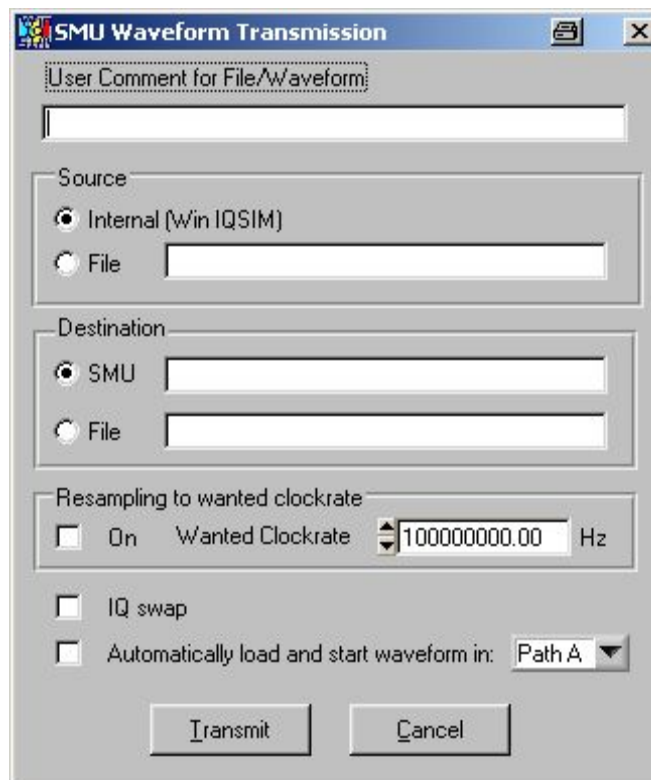 SMU Waveform Transmission
User Comment for File/Waveform
Source
Internal (Win IQSIM)
File
Destination
SMU
File
Resampling to wanted clockrate
On Wanted Clockrate 100000000.00 Hz
IQ swap
Automatically load and start waveform in: Path A
Transmit Cancel